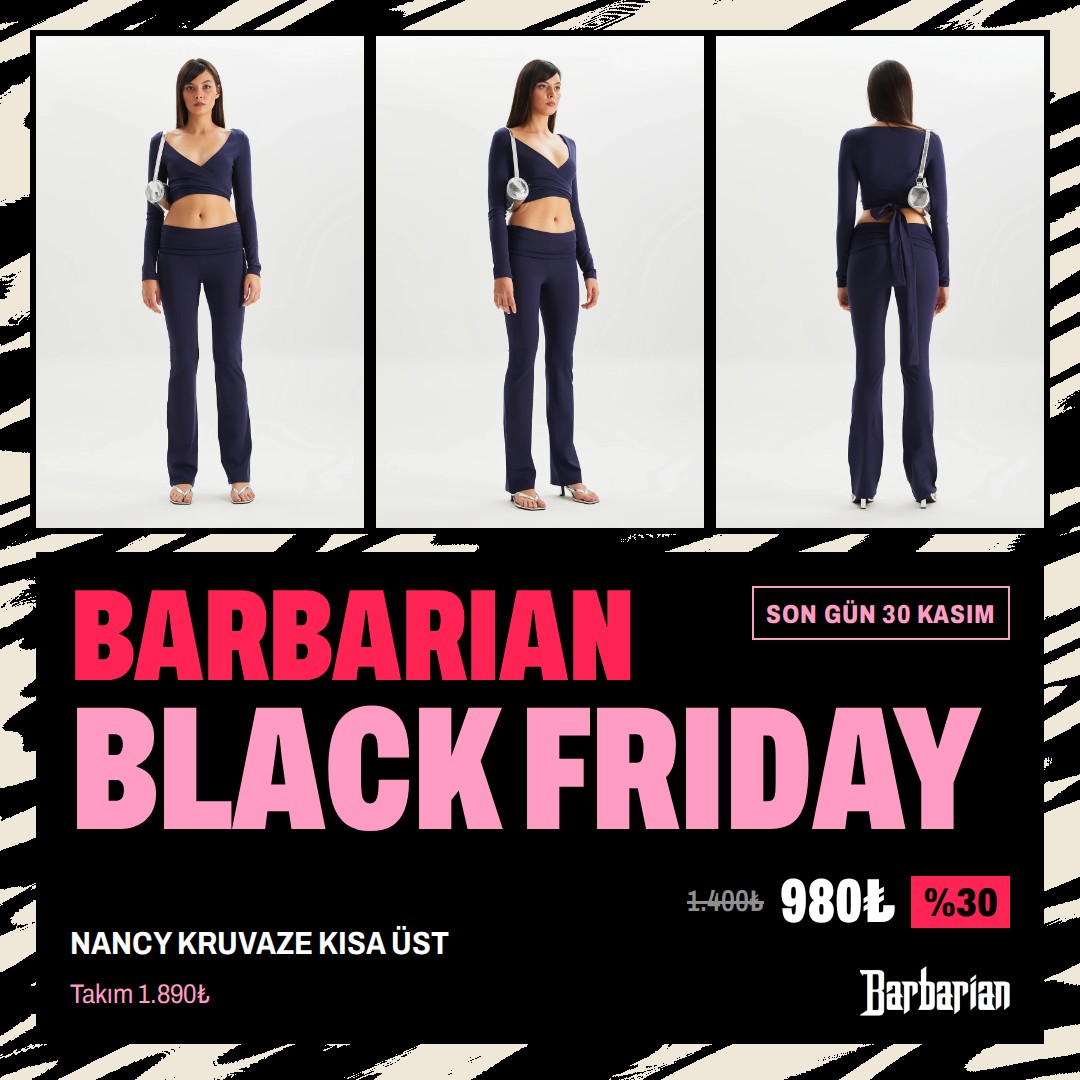 BARBARIAN
SON GÜN 30 KASIM
BLACK FRIDAY
1.400₺ 980₺ %30
NANCY KRUVAZE KISA ÜST
Takım 1.890₺
Barbarian